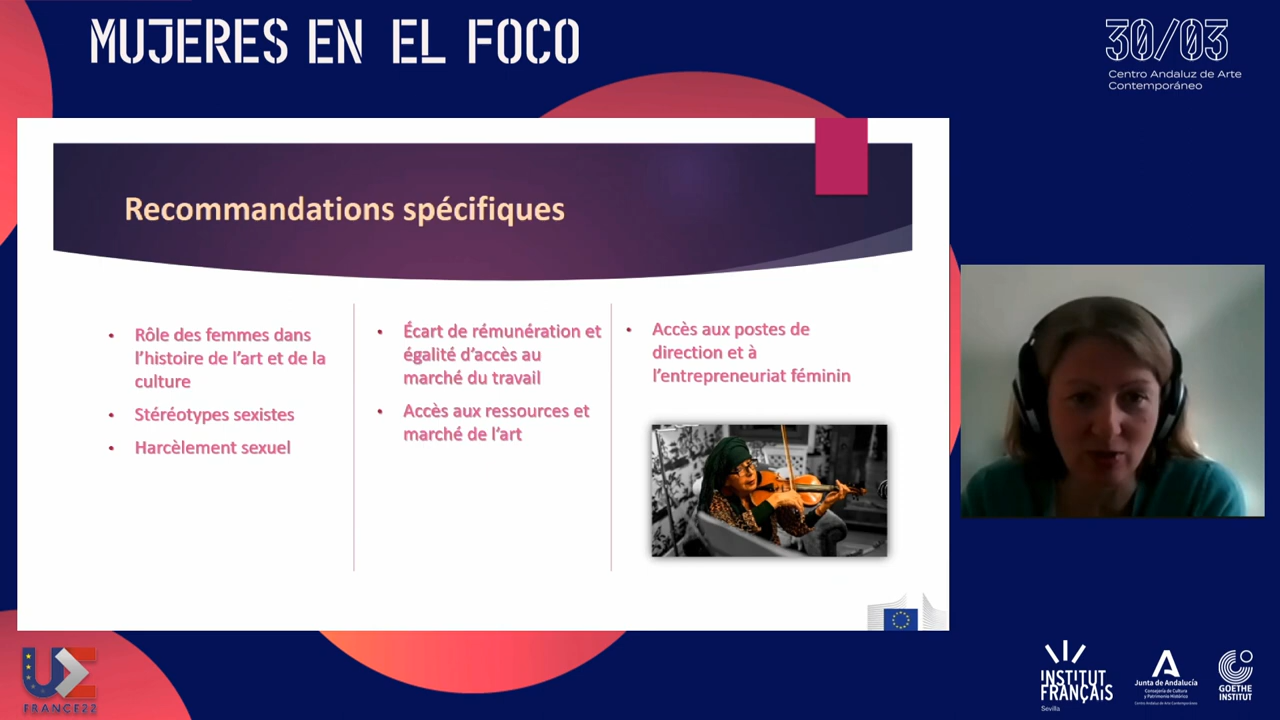 MUJERES EN EL FOCO
30/03
Centro Andaluz de Arte
Contemporáneo
Recommandations spécifiques
• Rôle des femmes dans
l'histoire de l'art et de la
culture
• Stéréotypes sexistes
• Harcèlement sexuel
• Écart de rémunération et
égalité d'accès au
marché du travail
• Accès aux ressources et
marché de l'art
• Accès aux postes de
direction et à
l'entrepreneuriat féminin
UE
FRANCE22
INSTITUT
FRANÇAIS
Sevilla
Junta de Andalucía
Consejería de Cultura
y Patrimonio Histórico
Centro Andaluz de Arte Contemporáneo
GOETHE
INSTITUT